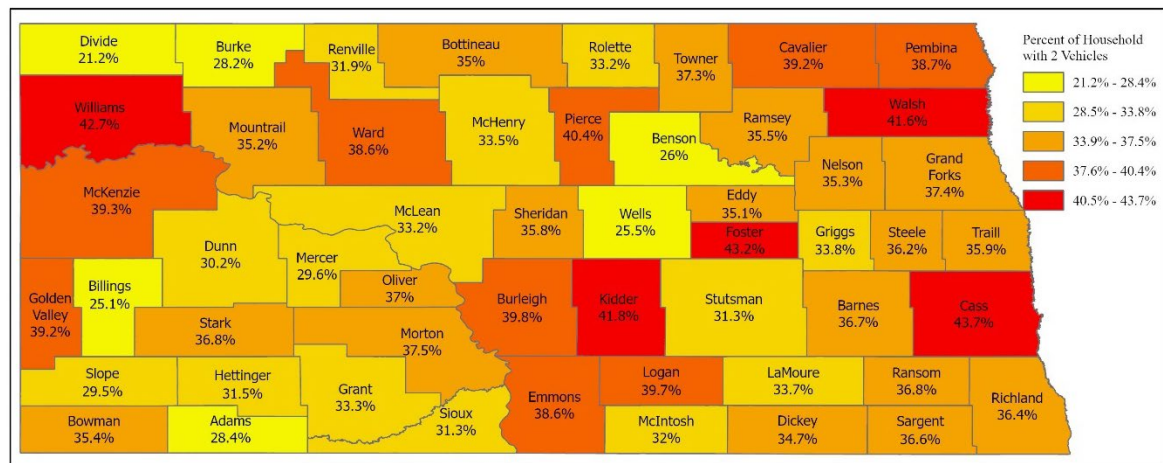 Divide
21.2%
Burke
28.2%
Renville
31.9%
Bottineau
35%
Rolette
33.2%
Towner
37.3%
Cavalier
39.2%
Pembina
38.7%
Williams
42.7%
Mountrail
35.2%
Ward
38.6%
McHenry
33.5%
Pierce
40.4%
Benson
26%
Ramsey
35.5%
Walsh
41.6%
Nelson
35.3%
Grand
Forks
37.4%
McKenzie
39.3%
Dunn
30.2%
Mercer
29.6%
McLean
33.2%
Sheridan
35.8%
Wells
25.5%
Eddy
35.1%
Foster
43.2%
Griggs
33.8%
Steele
36.2%
Traill
35.9%
Golden
Valley
39.2%
Billings
25.1%
Stark
36.8%
Oliver
37%
Morton
37.5%
Burleigh
39.8%
Kidder
41.8%
Stutsman
31.3%
Barnes
36.7%
Cass
43.7%
Slope
29.5%
Hettinger
31.5%
Grant
33.3%
Sioux
31.3%
Emmons
38.6%
Logan
39.7%
LaMoure
33.7%
Ransom
36.8%
Richland
36.4%
Bowman
35.4%
Adams
28.4%
McIntosh
32%
Dickey
34.7%
Sargent
36.6%
Percent of Household
with 2 Vehicles
21.2% - 28.4%
28.5% - 33.8%
33.9% - 37.5%
37.6% - 40.4%
40.5% - 43.7%